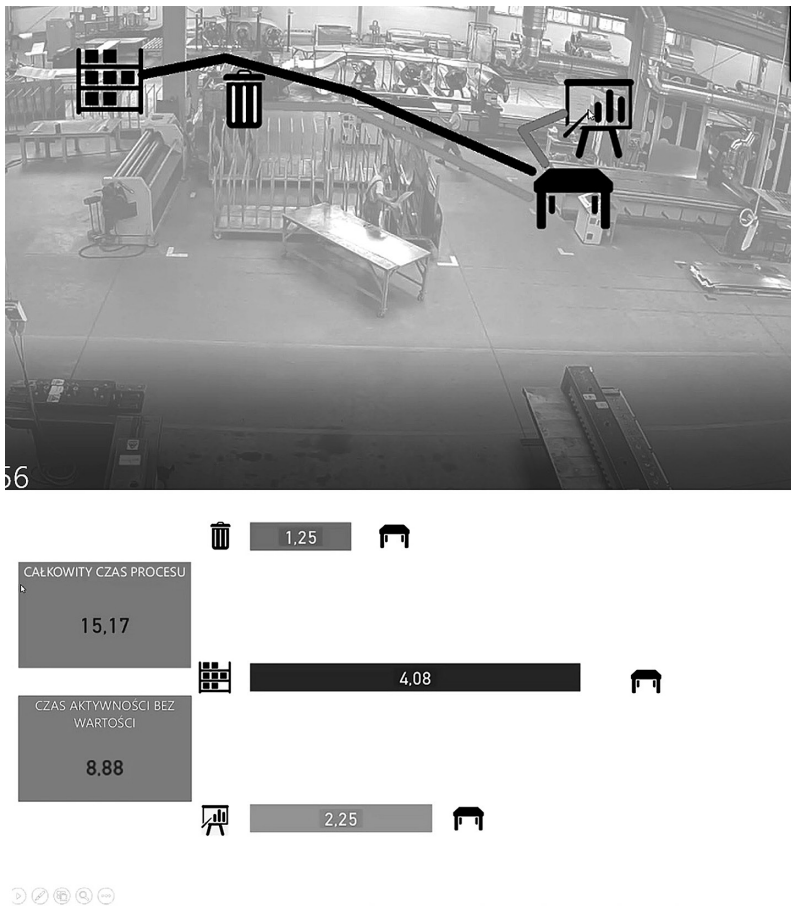 56
1,25
CAŁKOWITY CZAS PROCESU
15,17
4,08
CZAS AKTYWNOŚCI BEZ
WARTOŚCI
8,88
2,25